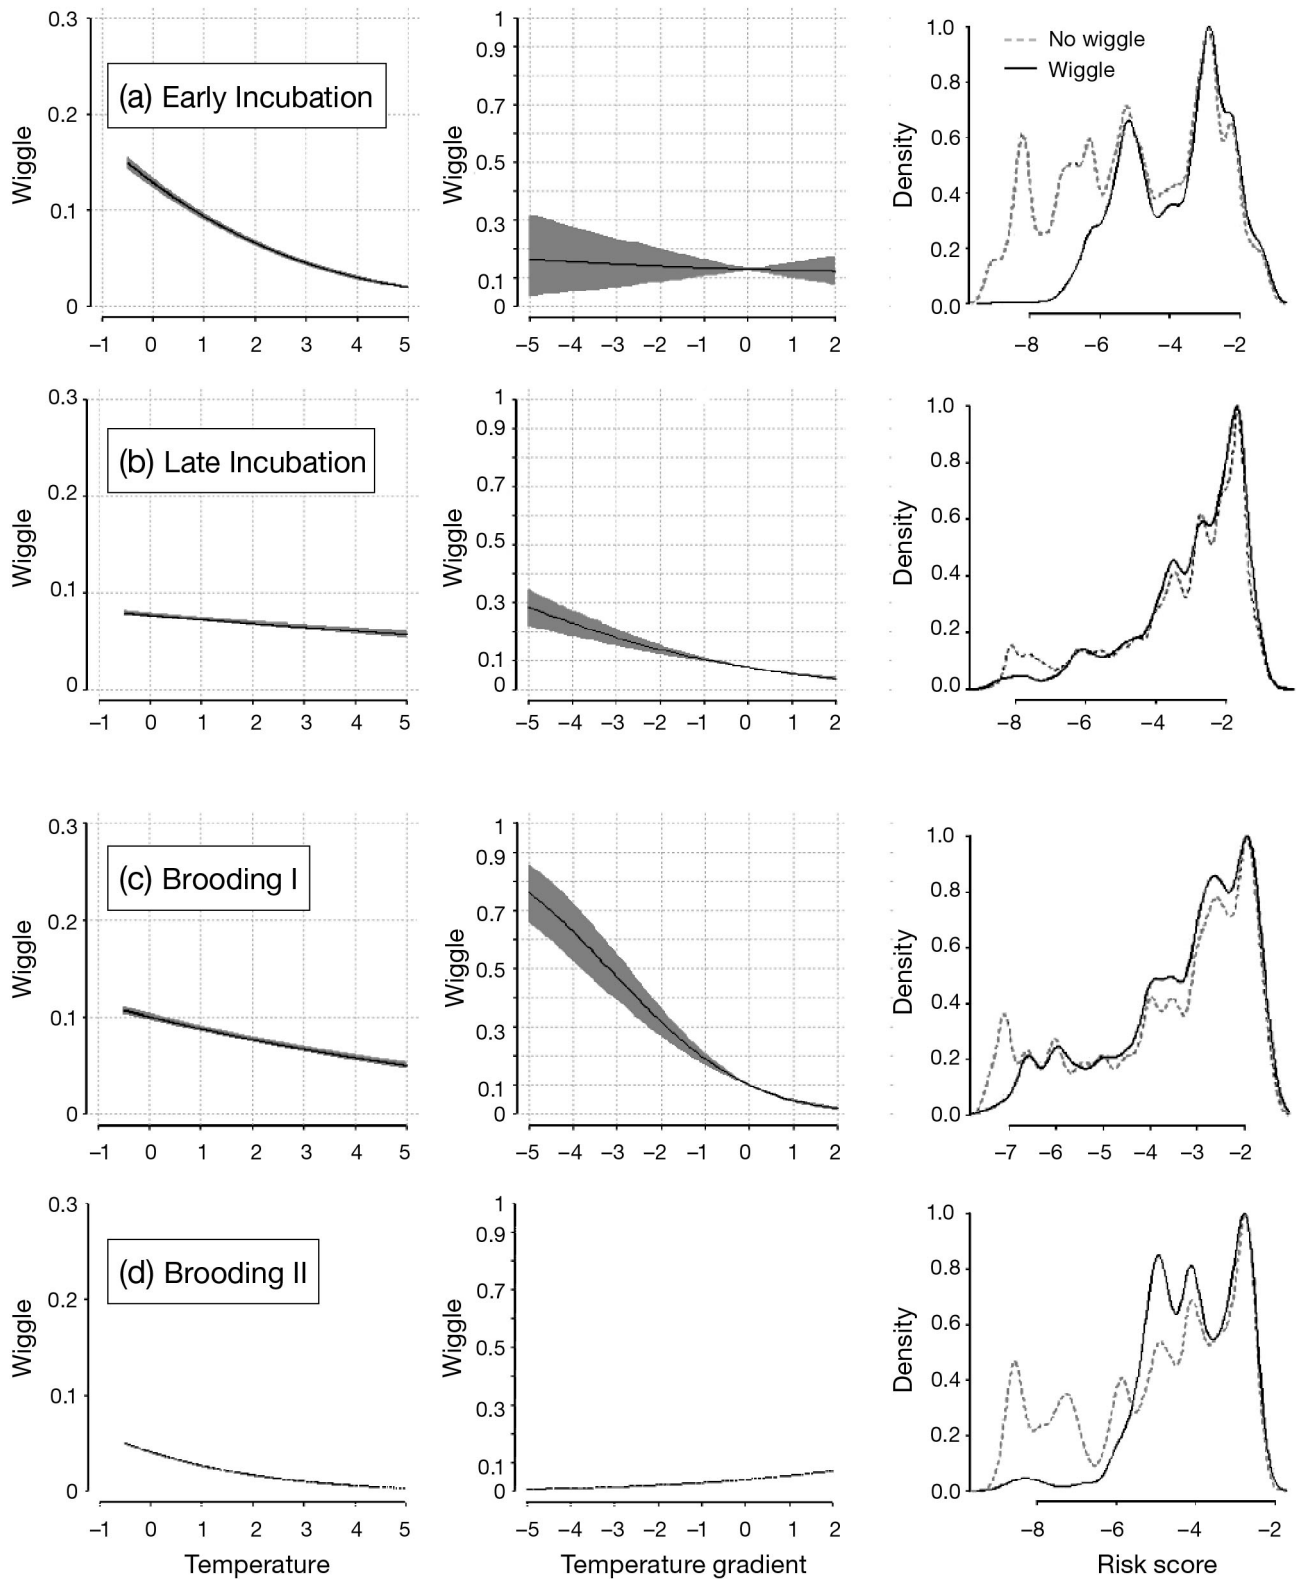 0.3
0.2
0.1
0
Wiggle
(a) Early Incubation
−1 0 1 2 3 4 5
1
0.9
0.7
0.5
0.3
0.1
0
Wiggle
−5 −4 −3 −2 −1 0 1 2
1.0
0.8
0.6
0.4
0.2
0.0
Density
No wiggle
Wiggle
−8 −6 −4 −2
0.3
0.2
0.1
0
Wiggle
(b) Late Incubation
−1 0 1 2 3 4 5
1
0.9
0.7
0.5
0.3
0.1
0
Wiggle
−5 −4 −3 −2 −1 0 1 2
1.0
0.8
0.6
0.4
0.2
0.0
Density
−8 −6 −4 −2
0.3
0.2
0.1
0
Wiggle
(c) Brooding I
−1 0 1 2 3 4 5
1
0.9
0.7
0.5
0.3
0.1
0
Wiggle
−5 −4 −3 −2 −1 0 1 2
1.0
0.8
0.6
0.4
0.2
0.0
Density
−7 −6 −5 −4 −3 −2
0.3
0.2
0.1
0
Wiggle
(d) Brooding II
−1 0 1 2 3 4 5
Temperature
1
0.9
0.7
0.5
0.3
0.1
0
Wiggle
−5 −4 −3 −2 −1 0 1 2
Temperature gradient
1.0
0.8
0.6
0.4
0.2
0.0
Density
−8 −6 −4 −2
Risk score